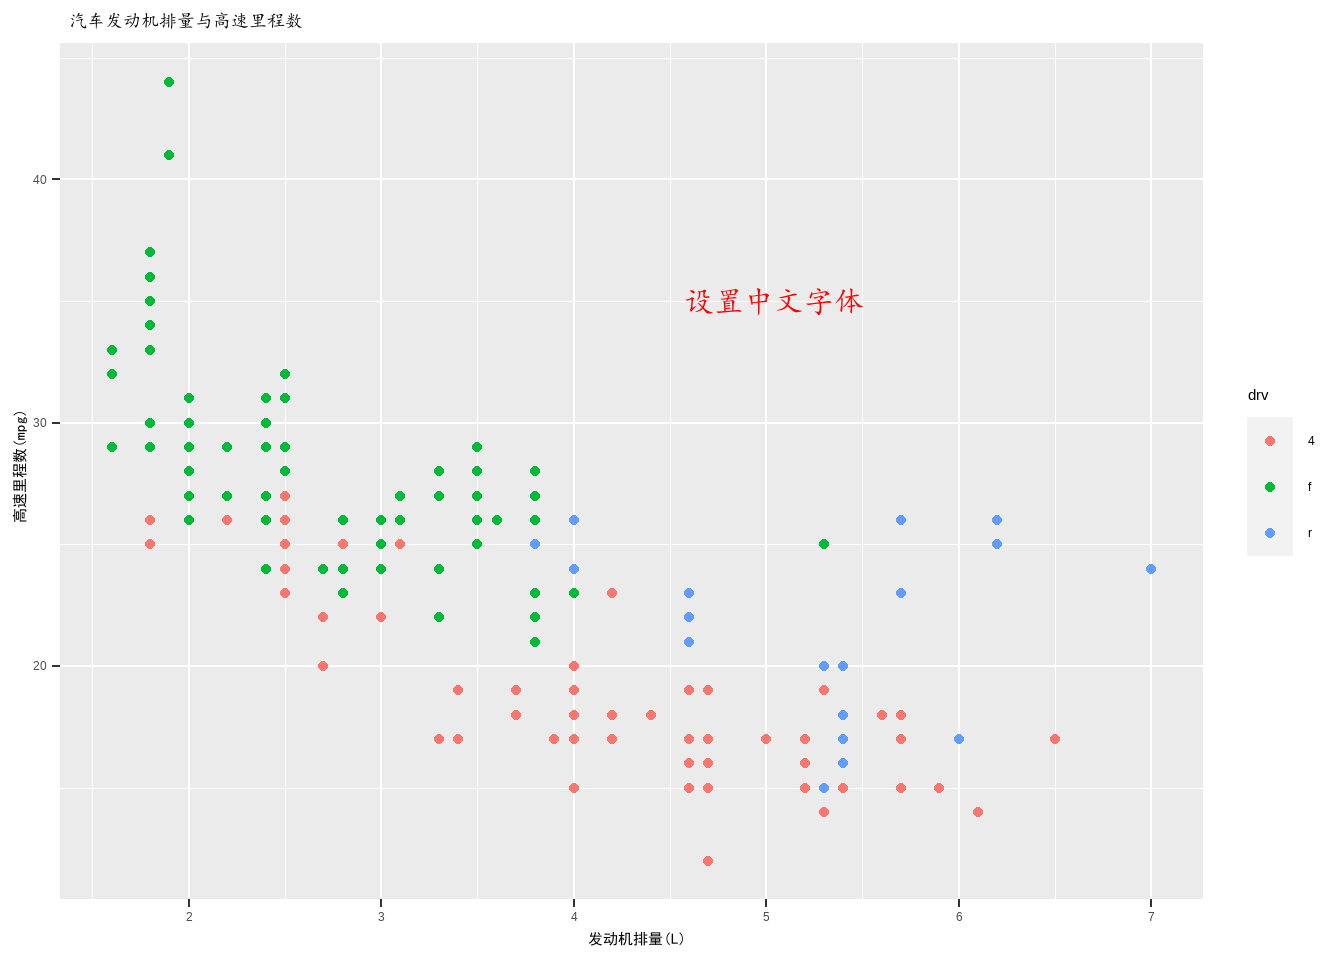 汽车发动机排量与高速里程数
40
30
20
高速里程数(mpg)
设置中文字体
drv
4
f
r
2 3 4 5 6 7
发动机排量(L)